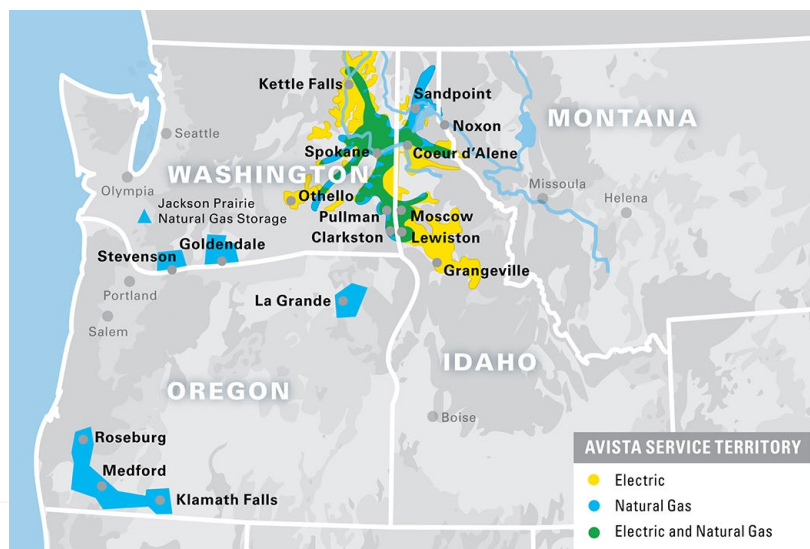 Kettle Falls
Sandpoint
Seattle
Noxon
MONTANA
Spokane
Coeur d'Alene
WASHINGTON
Olympia
Othello
Missoula
Helena
Jackson Prairie
Natural Gas Storage
Pullman
Moscow
Clarkston
Lewiston
Goldendale
Stevenson
Grangeville
Portland
La Grande
Salem
IDAHO
OREGON
Boise
Roseburg
Medford
Klamath Falls
AVISTA SERVICE TERRITORY
Electric
Natural Gas
Electric and Natural Gas